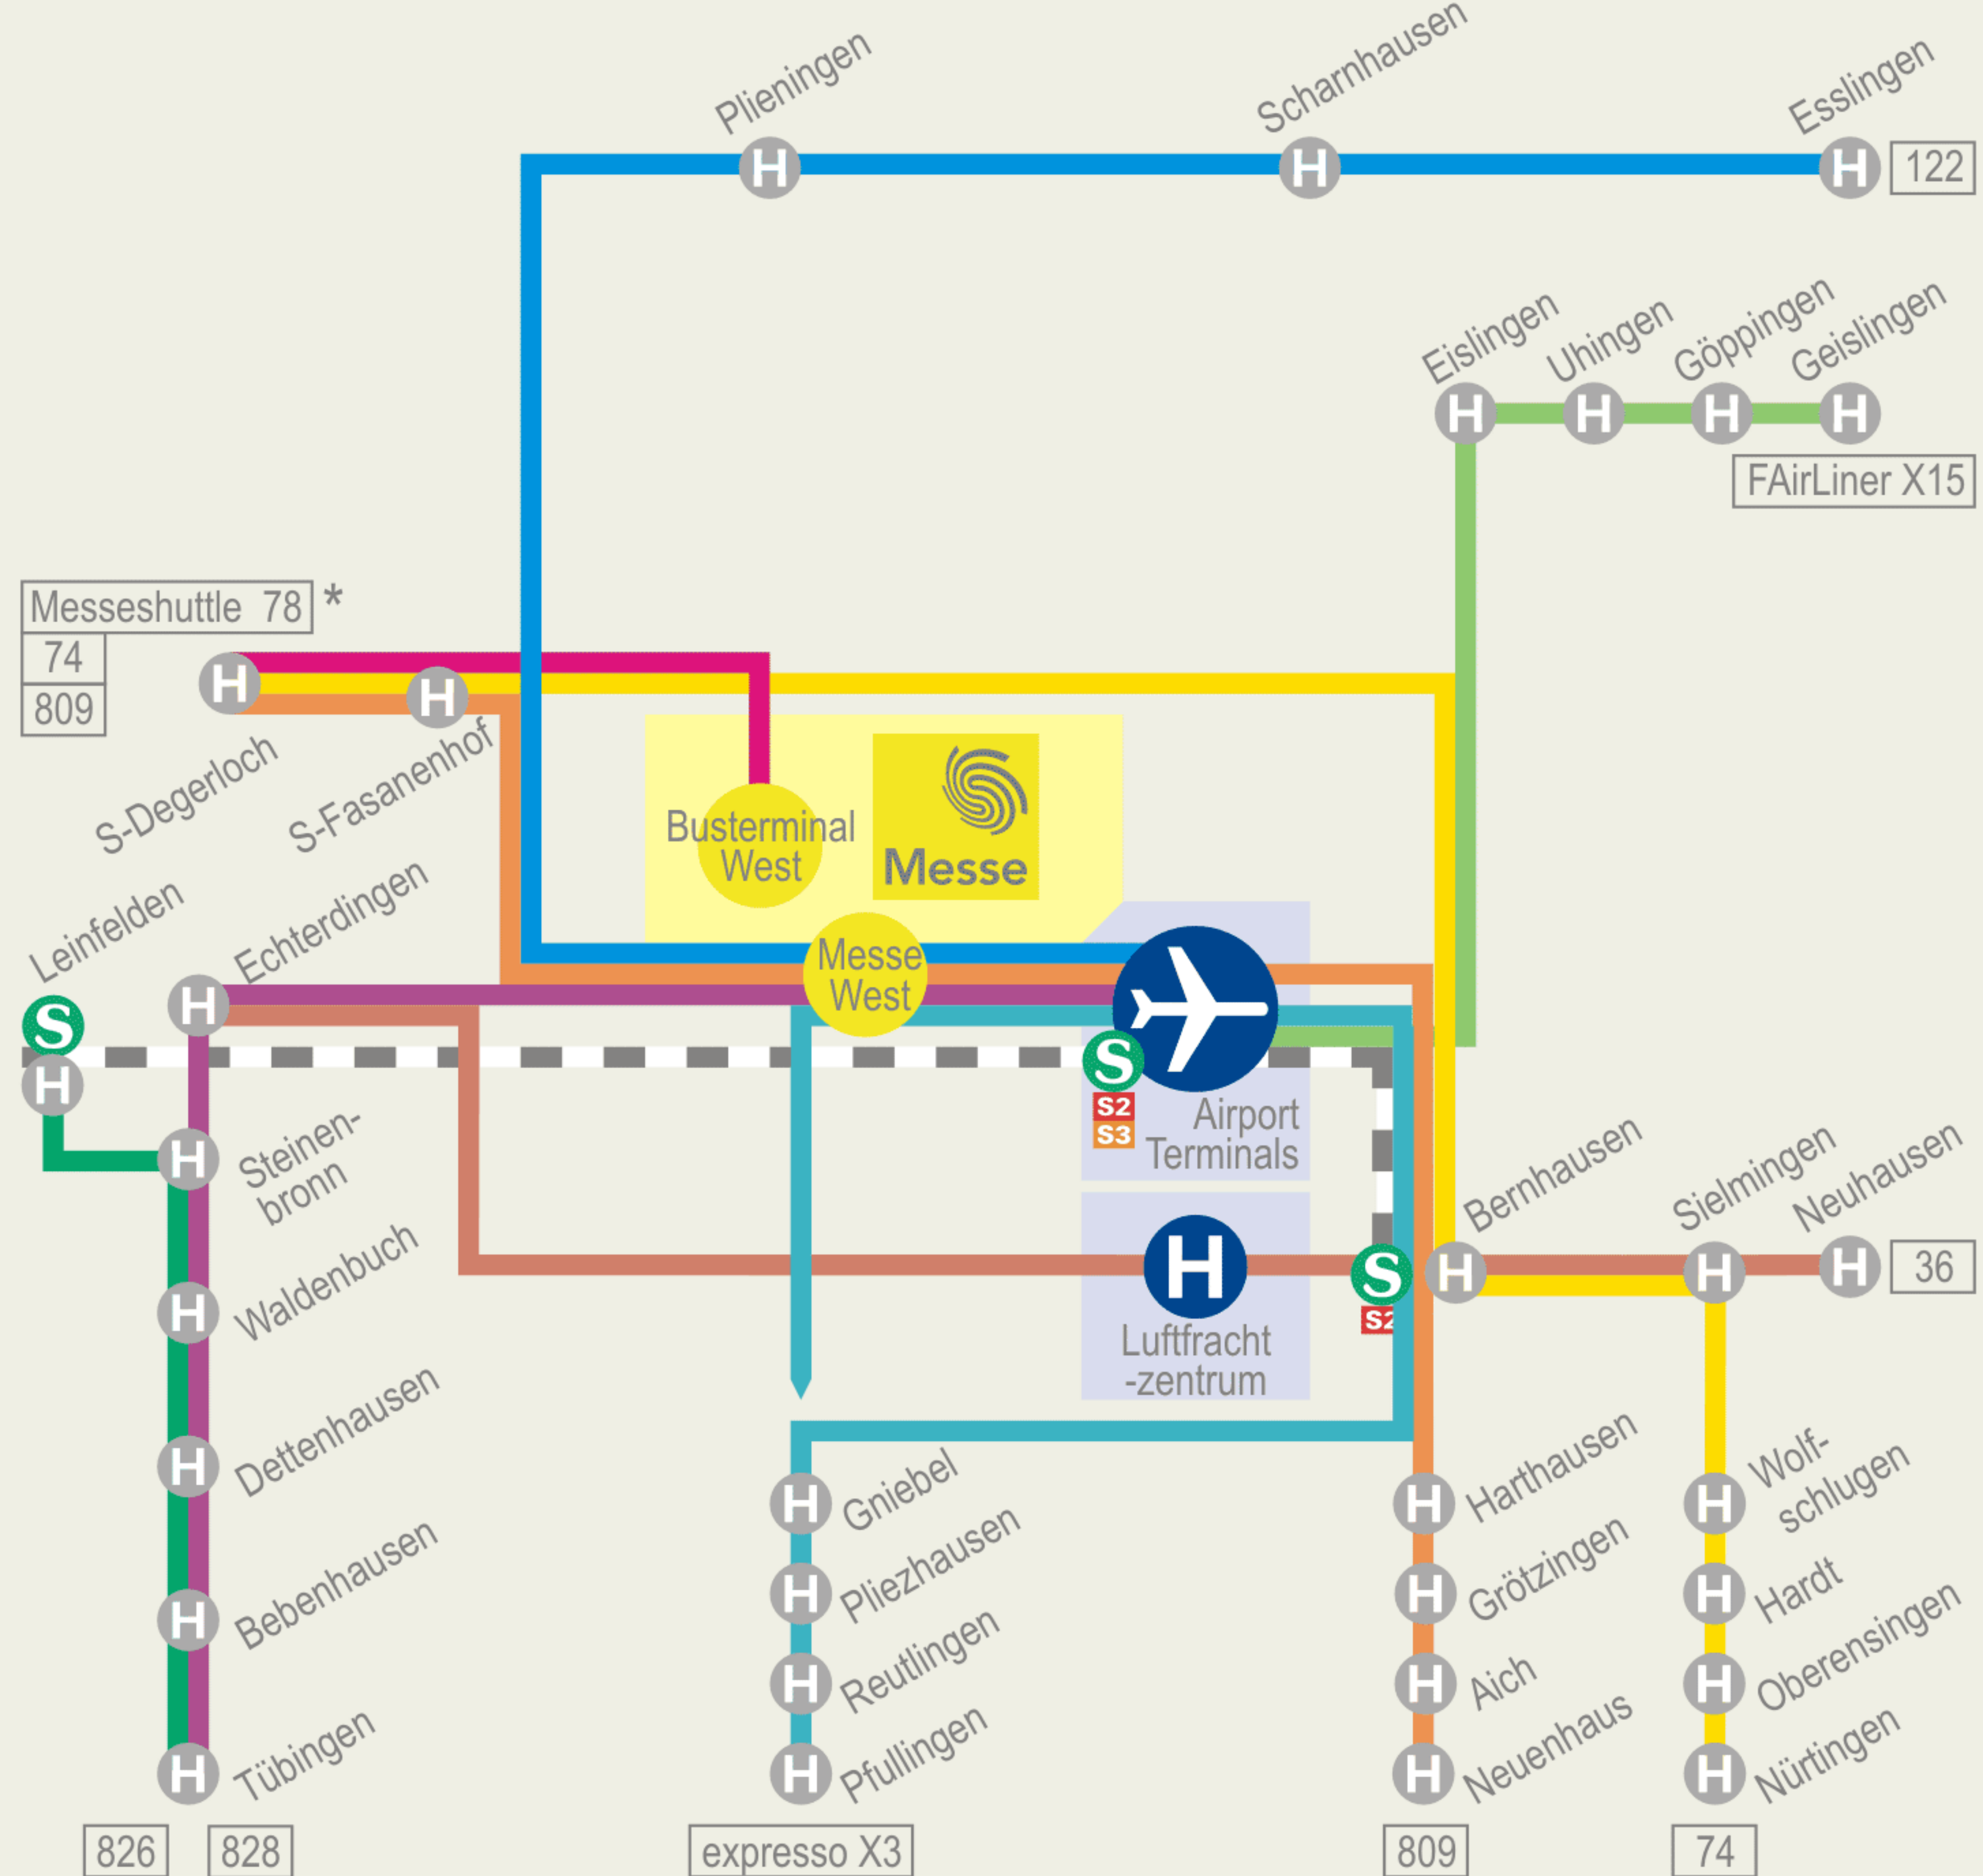 Plieningen
Scharnhausen
Esslingen
H
H
H
122
Eislingen
Uhingen
Göppingen
Geislingen
H
H
H
H
FAirLiner X15
Messeshuttle 78 *
74
809
H
H
S-Degerloch
S-Fasanenhof
Busterminal
West
Messe
Leinfelden
Echterdingen
Messe
West
S
H
H
S
S2
S3
Airport
Terminals
H
Steinen-
bronn
Bernhausen
Sielmingen
Neuhausen
H
Luftfracht
-zentrum
S
S2
H
H
H
36
H
Waldenbuch
H
Dettenhausen
H
Bebenhausen
H
Tübingen
826
828
H
Gniebel
H
Pliezhausen
H
Reutlingen
H
Pfullingen
expresso X3
H
Harthausen
H
Grötzingen
H
Aich
H
Neuenhaus
809
H
Wolf-
schlugen
H
Hardt
H
Oberensingen
H
Nürtingen
74